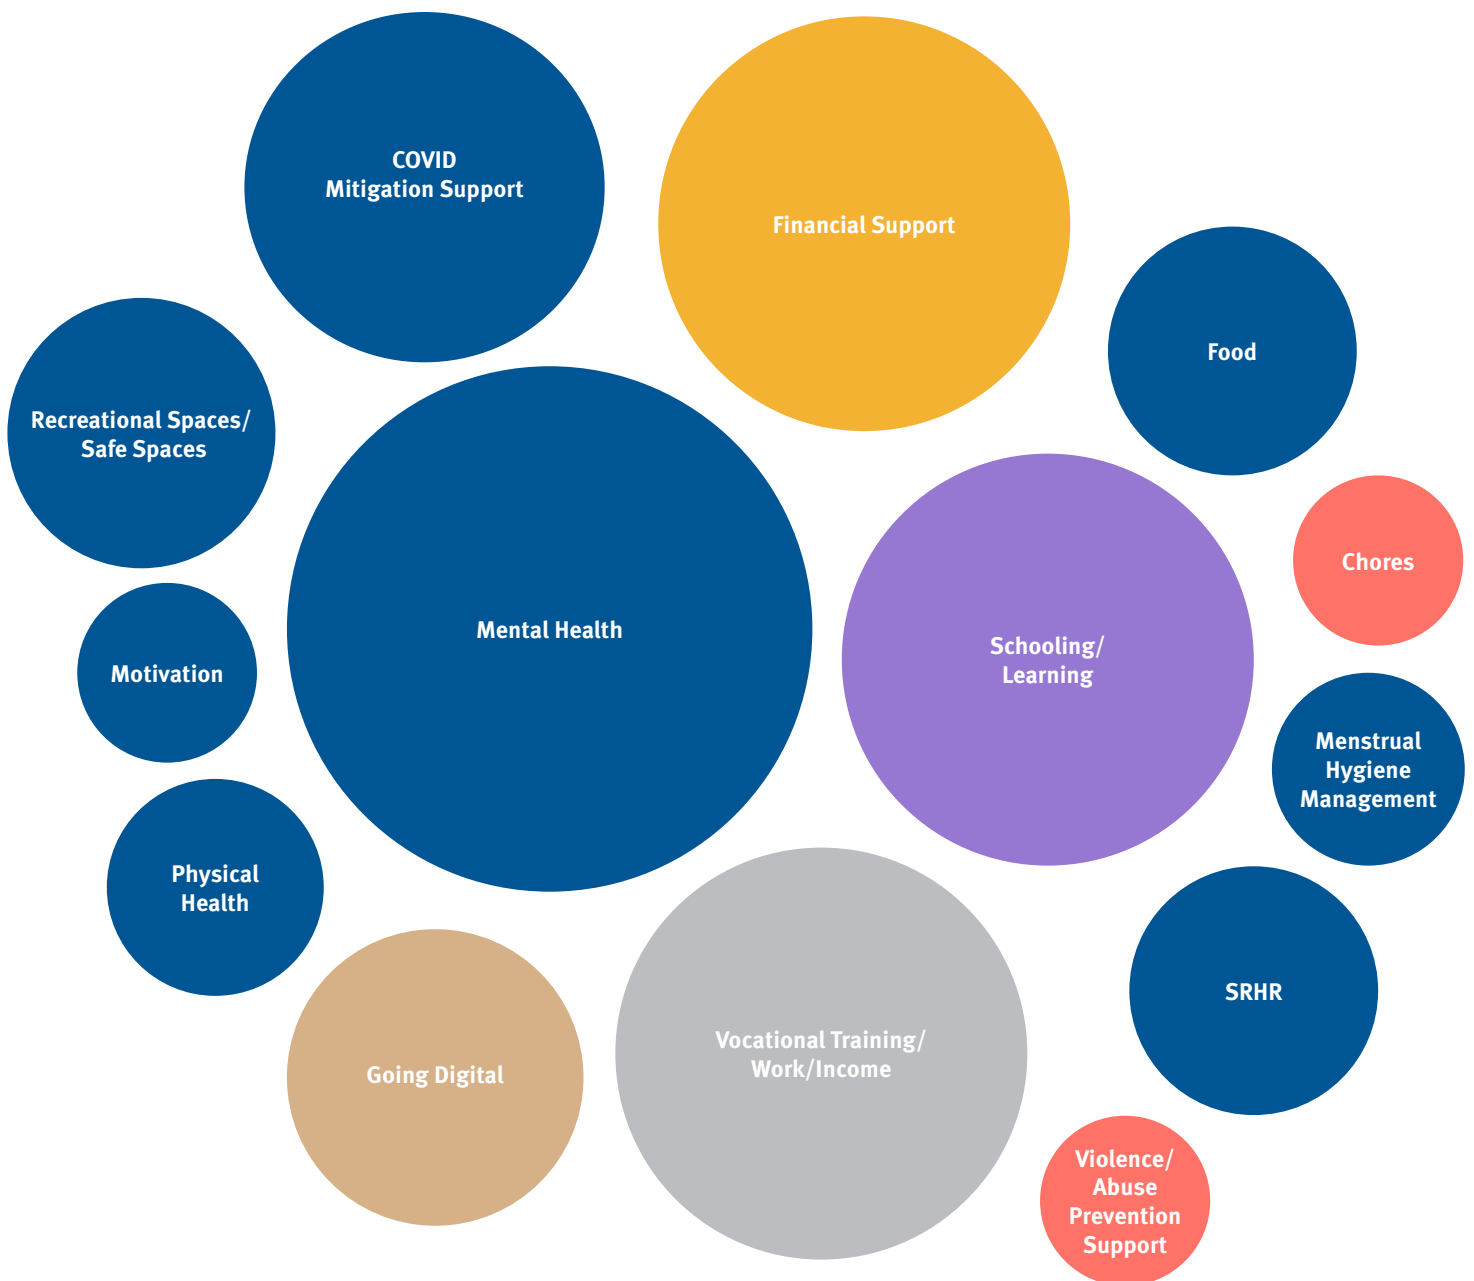 COVID
Mitigation Support
Financial Support
Food
Recreational Spaces/
Safe Spaces
Chores
Mental Health
Schooling/
Learning
Motivation
Menstrual
Hygiene
Management
Physical
Health
SRHR
Going Digital
Vocational Training/
Work/Income
Violence/
Abuse
Prevention
Support